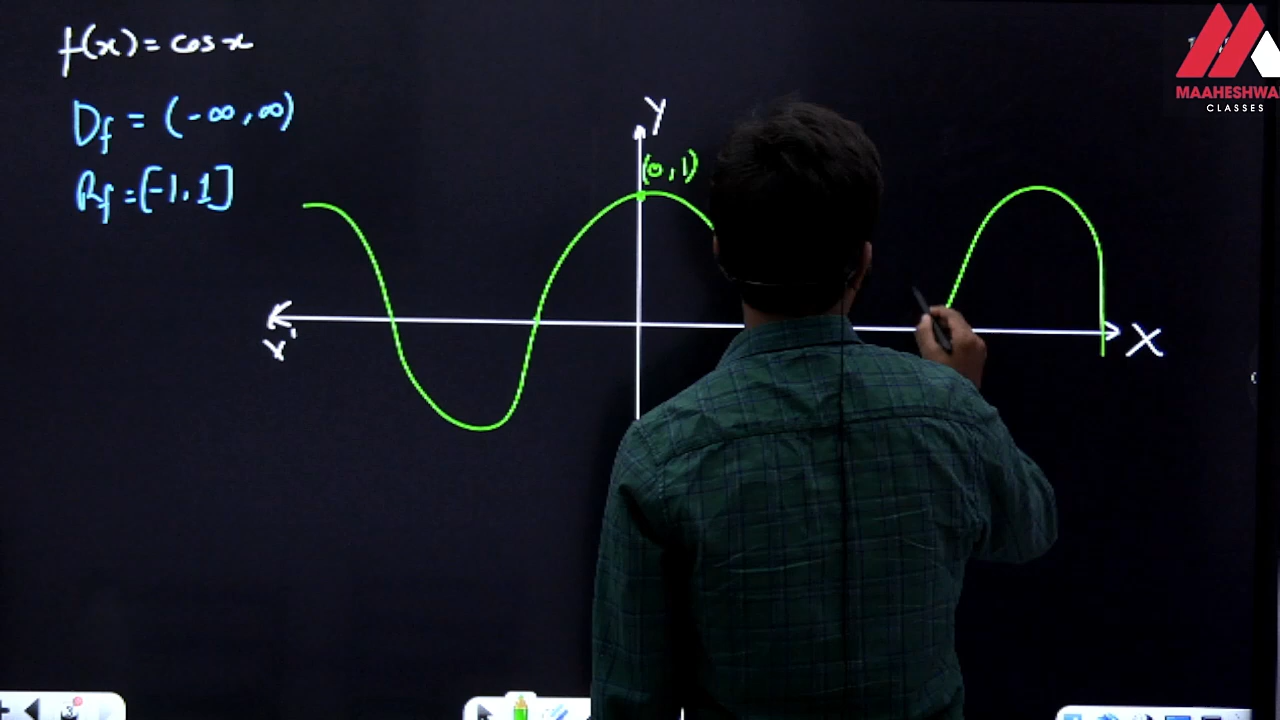 f(x) = cos x
Df = (-∞, ∞)
Rf = [-1, 1]
Y
(0, 1)
X
X'
MAAHESHWA
CLASSES